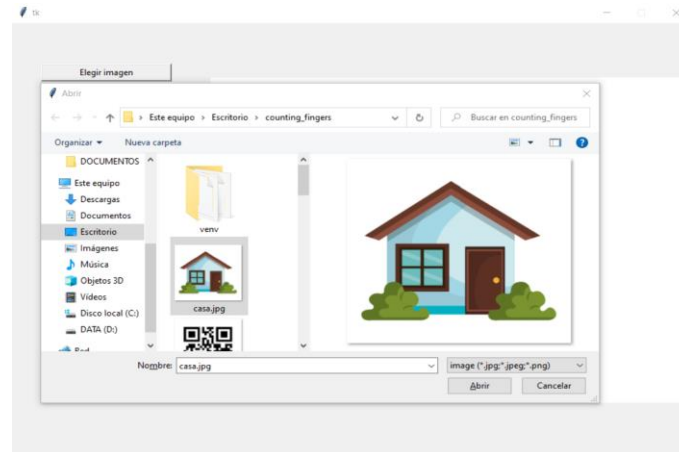 tk
Elegir imagen
Abrir
Este equipo › Escritorio › counting_fingers
Buscar en counting_fingers
Organizar
Nueva carpeta
DOCUMENTOS
Este equipo
Descargas
Documentos
Escritorio
Imágenes
Música
Objetos 3D
Vídeos
Disco local (C:)
DATA (D:)
Red
venv
casa.jpg
Nombre: casa.jpg
image (*.jpg;*.jpeg;*.png)
Abrir
Cancelar